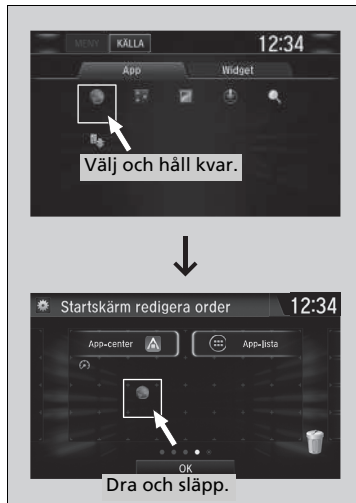 MENY KÄLLA 12:34
App Widget
Välj och håll kvar.
Startskärm redigera order 12:34
App-center App-lista
OK
Dra och släpp.